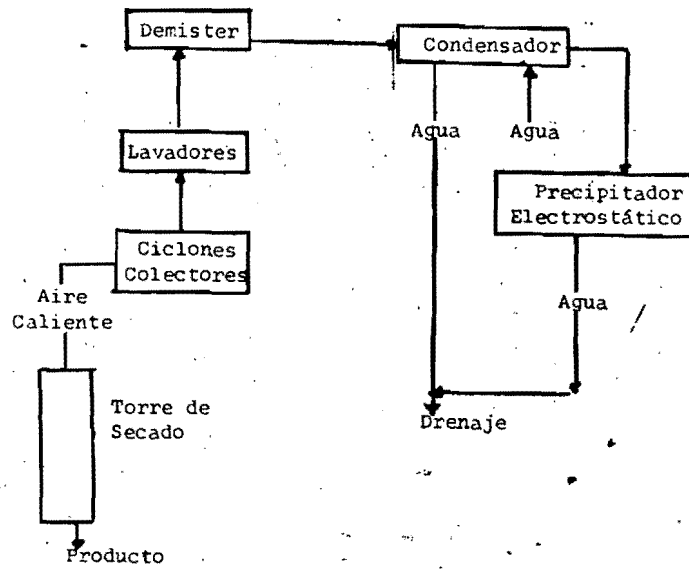 Demister
Condensador
Agua
Agua
Lavadores
Precipitador
Electrostático
Ciclones
Colectores
Aire
Caliente
Agua
Torre de
Secado
Drenaje
Producto